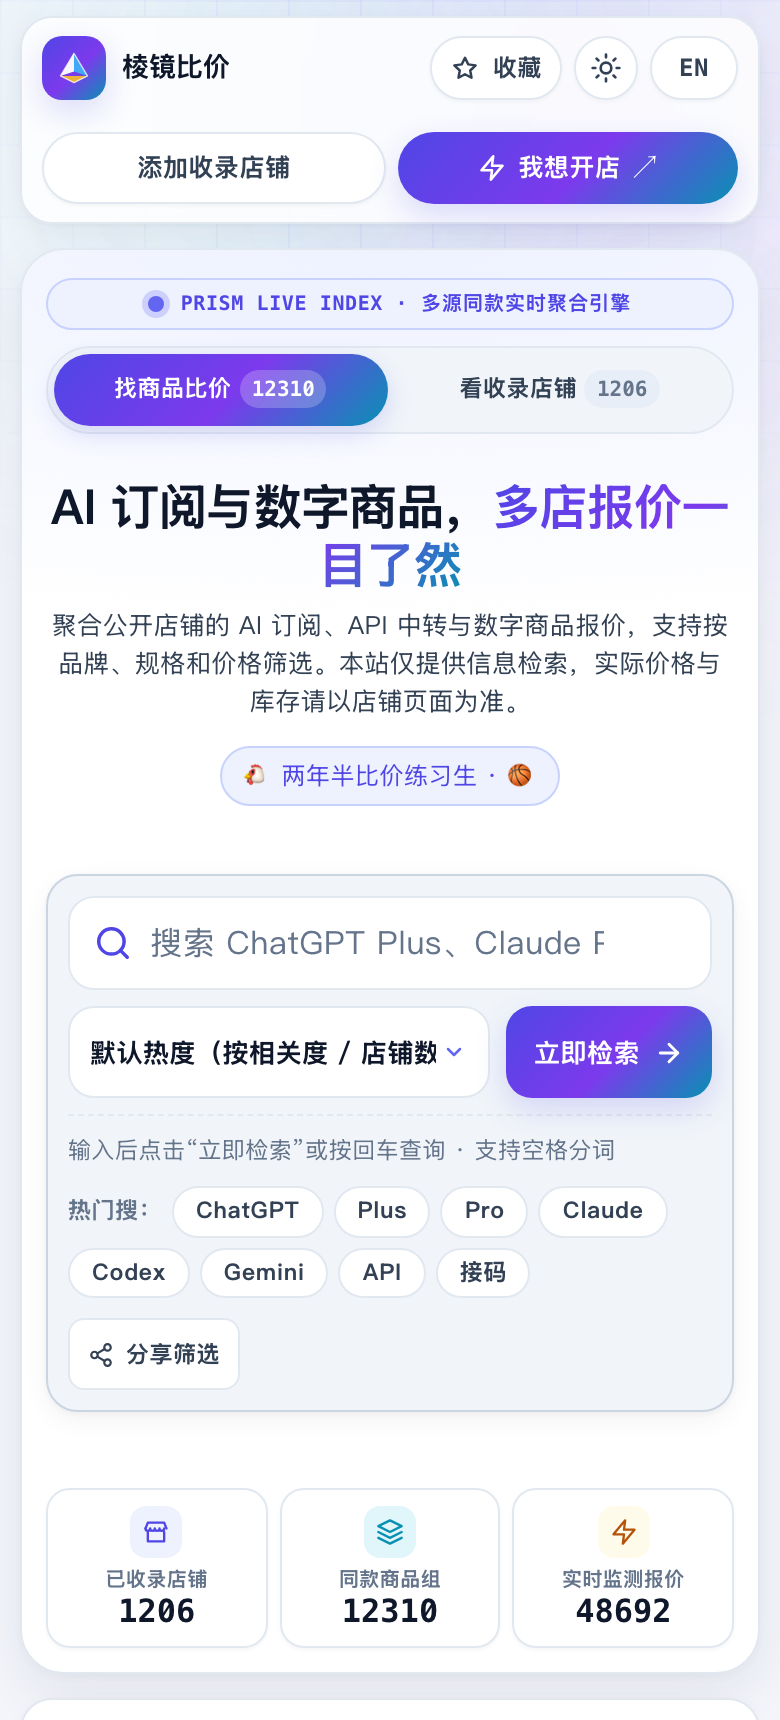 棱镜比价
收藏
EN
添加收录店铺
我想开店 ↗
PRISM LIVE INDEX · 多源同款实时聚合引擎
找商品比价 12310
看收录店铺 1206
AI 订阅与数字商品，多店报价一
目了然
聚合公开店铺的 AI 订阅、API 中转与数字商品报价，支持按
品牌、规格和价格筛选。本站仅提供信息检索，实际价格与
库存请以店铺页面为准。
🐔 两年半比价练习生 · 🏀
搜索 ChatGPT Plus、Claude
默认热度（按相关度 / 店铺数
立即检索 →
输入后点击“立即检索”或按回车查询 · 支持空格分词
热门搜：
ChatGPT
Plus
Pro
Claude
Codex
Gemini
API
接码
分享筛选
已收录店铺
1206
同款商品组
12310
实时监测报价
48692